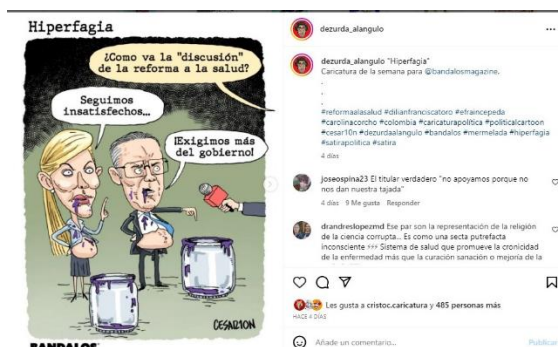 Hiperfagia
¿Como va la "discusión"
de la reforma a la salud?
Seguimos
insatisfechos...
¡Exigimos más
del gobierno!
CESAR10N
BANDALOS
dezurda_alangulo
dezurda_alangulo "Hiperfagia"
Caricatura de la semana para @bandalosmagazine.
.
.
.
#reformaalasalud #dilianfranciscatoro #efraincepeda
#carolinacorcho #colombia #caricaturapolítica #politicalcartoon
#cesar10n #dezurdaalangulo #bandalos #mermelada #hiperfagia
#satirapolitica #satira
4 días
joseospina23 El titular verdadero "no apoyamos porque no
nos dan nuestra tajada"
4 días 9 Me gusta Responder
drandreslopezmd Ese par son la representación de la religión
de la ciencia corrupta... Es como una secta putrefacta
inconsciente Sistema de salud que promueve la cronicidad
de la enfermedad más que la curación sanación o mejoría de la
Les gusta a cristoc.caricatura y 485 personas más
HACE 4 DÍAS
Añade un comentario...
Publicar